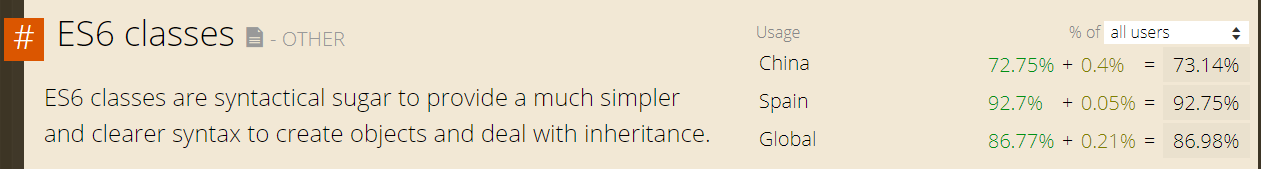 # ES6 classes - OTHER
ES6 classes are syntactical sugar to provide a much simpler
and clearer syntax to create objects and deal with inheritance.
Usage % of all users
China 72.75% + 0.4% = 73.14%
Spain 92.7% + 0.05% = 92.75%
Global 86.77% + 0.21% = 86.98%